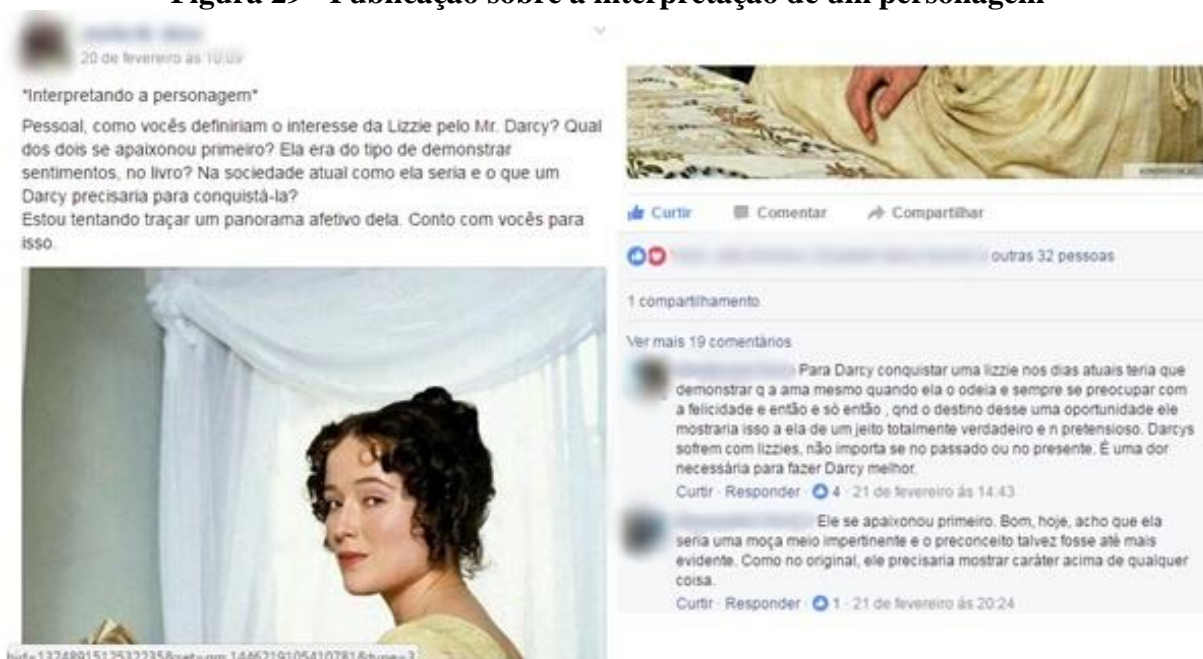 Figura 29 - Publicação sobre a interpretação de um personagem
20 de fevereiro às 10:09
"Interpretando a personagem"
Pessoal, como vocês definiriam o interesse da Lizzie pelo Mr. Darcy? Qual
dos dois se apaixonou primeiro? Ela era do tipo de demonstrar
sentimentos, no livro? Na sociedade atual como ela seria e o que um
Darcy precisaria para conquistá-la?
Estou tentando traçar um panorama afetivo dela. Conto com vocês para
isso.
Curtir Comentar Compartilhar
outras 32 pessoas
1 compartilhamento
Ver mais 19 comentários
Para Darcy conquistar uma lizzie nos dias atuais teria que
demonstrar q a ama mesmo quando ela o odeia e sempre se preocupar com
a felicidade e então e só então , qnd o destino desse uma oportunidade ele
mostraria isso a ela de um jeito totalmente verdadeiro e n pretensioso. Darcys
sofrem com lizzies, não importa se no passado ou no presente. É uma dor
necessária para fazer Darcy melhor.
Curtir · Responder · 4 · 21 de fevereiro às 14:43
Ele se apaixonou primeiro. Bom, hoje, acho que ela
seria uma moça meio impertinente e o preconceito talvez fosse até mais
evidente. Como no original, ele precisaria mostrar caráter acima de qualquer
coisa.
Curtir · Responder · 1 · 21 de fevereiro às 20:24